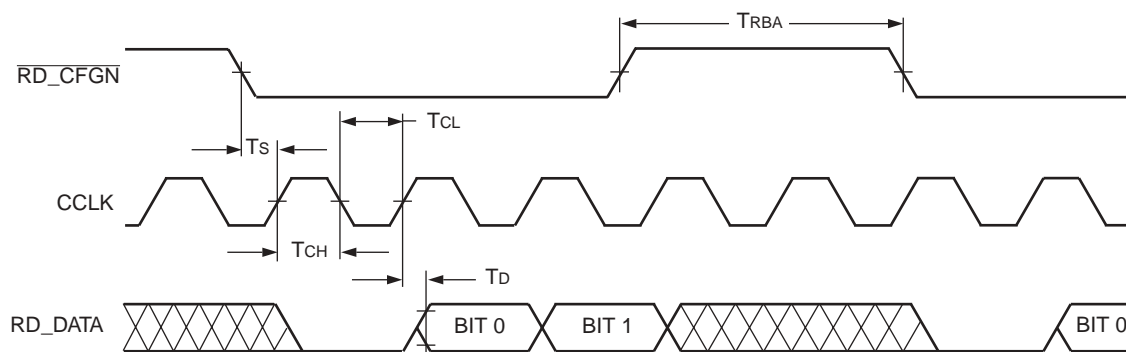 TRBA
RD_CFGN
TCL
TS
CCLK
TCH
TD
RD_DATA
BIT 0
BIT 1
BIT 0